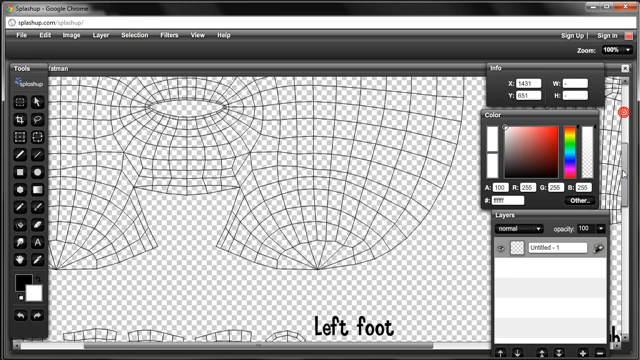 Splashup - Google Chrome
splashup.com/splashup/
File Edit Image Layer Selection Filters View Help
Sign Up | Sign In
Zoom: 100%
Tools
fatman
splashup
Info
X: 1431 W: -
Y: 651 H: -
Color
A: 100 R: 255 G: 255 B: 255
#: ffffff Other..
Layers
normal opacity: 100
Untitled - 1
Left foot